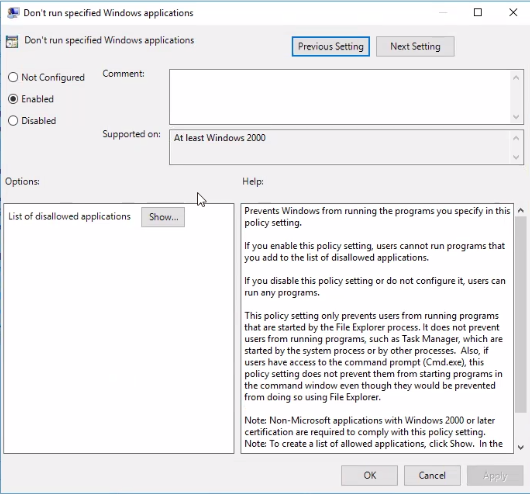 Don't run specified Windows applications
Don't run specified Windows applications
Previous Setting
Next Setting
Not Configured
Enabled
Disabled
Comment:
Supported on:
At least Windows 2000
Options:
Help:
List of disallowed applications
Show...
Prevents Windows from running the programs you specify in this
policy setting.
If you enable this policy setting, users cannot run programs that
you add to the list of disallowed applications.
If you disable this policy setting or do not configure it, users can
run any programs.
This policy setting only prevents users from running programs
that are started by the File Explorer process. It does not prevent
users from running programs, such as Task Manager, which are
started by the system process or by other processes.  Also, if
users have access to the command prompt (Cmd.exe), this
policy setting does not prevent them from starting programs in
the command window even though they would be prevented
from doing so using File Explorer.
Note: Non-Microsoft applications with Windows 2000 or later
certification are required to comply with this policy setting.
Note: To create a list of allowed applications, click Show.  In the
OK
Cancel
Apply